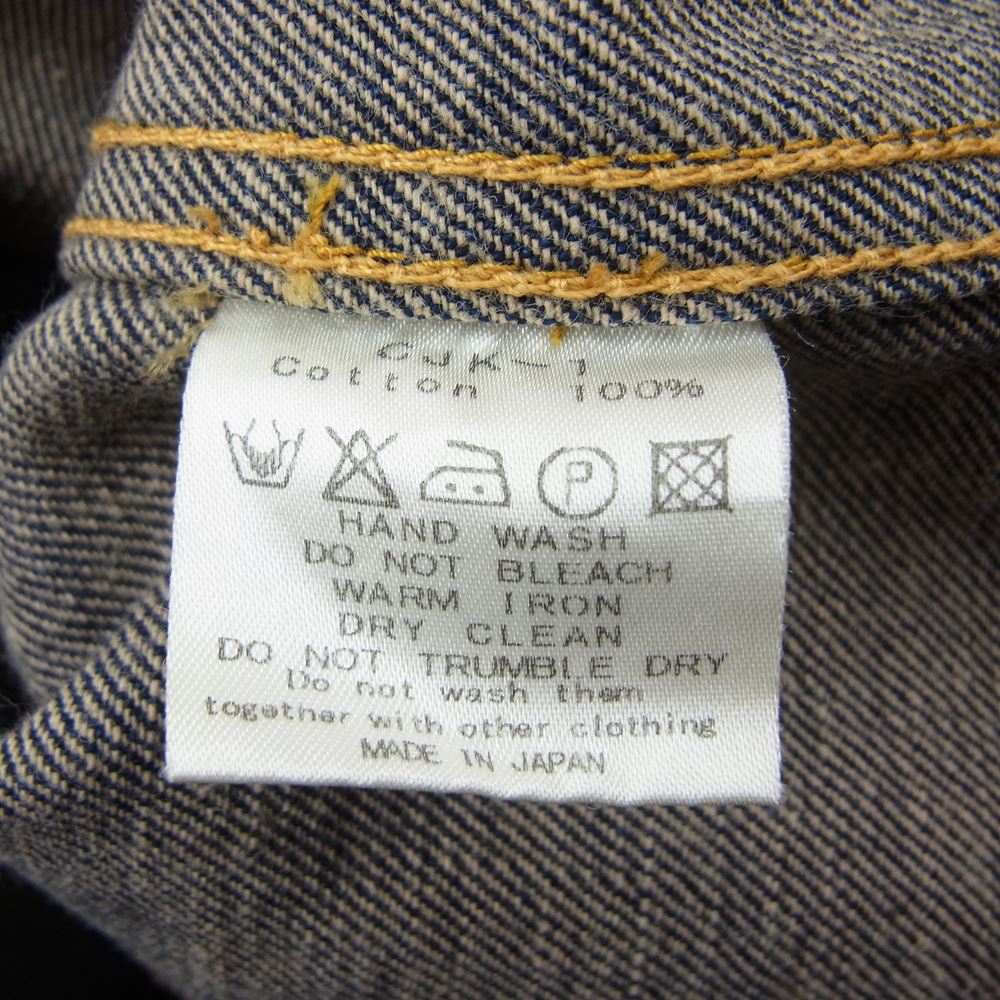 CJK-1
Cotton 100%
P
HAND WASH
DO NOT BLEACH
WARM IRON
DRY CLEAN
DO NOT TRUMBLE DRY
Do not wash them
together with other clothing
MADE IN JAPAN